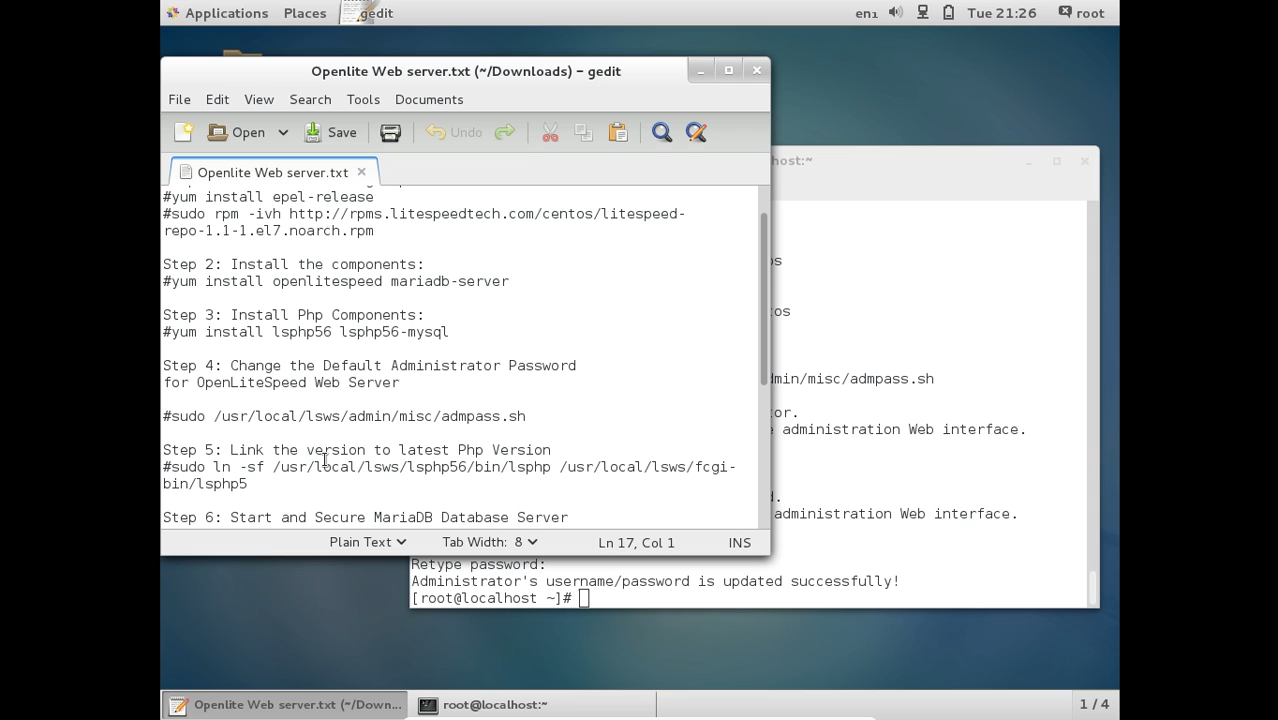 Applications Places gedit en1 Tue 21:26 root
Openlite Web server.txt (~/Downloads) - gedit
File Edit View Search Tools Documents
Open Save Undo
Openlite Web server.txt
#yum install epel-release
#sudo rpm -ivh http://rpms.litespeedtech.com/centos/litespeed-
repo-1.1-1.el7.noarch.rpm
Step 2: Install the components:
#yum install openlitespeed mariadb-server
Step 3: Install Php Components:
#yum install lsphp56 lsphp56-mysql
Step 4: Change the Default Administrator Password
for OpenLiteSpeed Web Server
#sudo /usr/local/lsws/admin/misc/admpass.sh
Step 5: Link the version to latest Php Version
#sudo ln -sf /usr/local/lsws/lsphp56/bin/lsphp /usr/local/lsws/fcgi-
bin/lsphp5
Step 6: Start and Secure MariaDB Database Server
Plain Text Tab Width: 8 Ln 17, Col 1 INS
host:~
os
tos
dmin/misc/admpass.sh
tor.
e administration Web interface.
d.
administration Web interface.
Retype password:
Administrator's username/password is updated successfully!
[root@localhost ~]#
Openlite Web server.txt (~/Down... root@localhost:~ 1 / 4